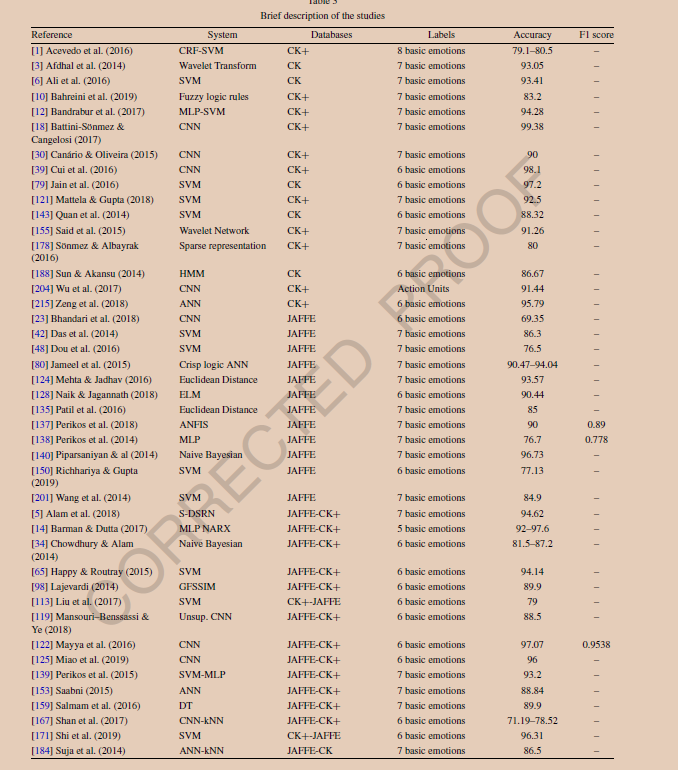 Table 3
Brief description of the studies
Reference System Databases Labels Accuracy F1 score
[1] Acevedo et al. (2016) CRF-SVM CK+ 8 basic emotions 79.1–80.5 –
[3] Afdhal et al. (2014) Wavelet Transform CK 7 basic emotions 93.05 –
[6] Ali et al. (2016) SVM CK 7 basic emotions 93.41 –
[10] Bahreini et al. (2019) Fuzzy logic rules CK+ 7 basic emotions 83.2 –
[12] Bandrabur et al. (2017) MLP-SVM CK+ 7 basic emotions 94.28 –
[18] Battini-Sönmez & CNN CK+ 7 basic emotions 99.38 –
Cangelosi (2017)
[30] Canário & Oliveira (2015) CNN CK+ 7 basic emotions 90 –
[39] Cui et al. (2016) CNN CK+ 6 basic emotions 98.1 –
[79] Jain et al. (2016) SVM CK 6 basic emotions 97.2 –
[121] Mattela & Gupta (2018) SVM CK+ 7 basic emotions 92.5 –
[143] Quan et al. (2014) SVM CK 6 basic emotions 88.32 –
[155] Said et al. (2015) Wavelet Network CK+ 7 basic emotions 91.26 –
[178] Sönmez & Albayrak Sparse representation CK+ 7 basic emotions 80 –
(2016)
[188] Sun & Akansu (2014) HMM CK 6 basic emotions 86.67 –
[204] Wu et al. (2017) CNN CK+ Action Units 91.44 –
[215] Zeng et al. (2018) ANN CK+ 6 basic emotions 95.79 –
[23] Bhandari et al. (2018) CNN JAFFE 6 basic emotions 69.35 –
[42] Das et al. (2014) SVM JAFFE 7 basic emotions 86.3 –
[48] Dou et al. (2016) SVM JAFFE 7 basic emotions 76.5 –
[80] Jameel et al. (2015) Crisp logic ANN JAFFE 7 basic emotions 90.47–94.04 –
[124] Mehta & Jadhav (2016) Euclidean Distance JAFFE 7 basic emotions 93.57 –
[128] Naik & Jagannath (2018) ELM JAFFE 6 basic emotions 90.44 –
[135] Patil et al. (2016) Euclidean Distance JAFFE 7 basic emotions 85 –
[137] Perikos et al. (2018) ANFIS JAFFE 7 basic emotions 90 0.89
[138] Perikos et al. (2014) MLP JAFFE 7 basic emotions 76.7 0.778
[140] Piparsaniyan & al (2014) Naive Bayesian JAFFE 7 basic emotions 96.73 –
[150] Richhariya & Gupta SVM JAFFE 6 basic emotions 77.13 –
(2019)
[201] Wang et al. (2014) SVM JAFFE 7 basic emotions 84.9 –
[5] Alam et al. (2018) S-DSRN JAFFE-CK+ 7 basic emotions 94.62 –
[14] Barman & Dutta (2017) MLP NARX JAFFE-CK+ 5 basic emotions 92–97.6 –
[34] Chowdhury & Alam Naive Bayesian JAFFE-CK+ 6 basic emotions 81.5–87.2 –
(2014)
[65] Happy & Routray (2015) SVM JAFFE-CK+ 6 basic emotions 94.14 –
[98] Lajevardi (2014) GFSSIM JAFFE-CK+ 6 basic emotions 89.9 –
[113] Liu et al. (2017) SVM CK+-JAFFE 6 basic emotions 79 –
[119] Mansouri–Benssassi & Unsup. CNN JAFFE-CK+ 6 basic emotions 88.5 –
Ye (2018)
[122] Mayya et al. (2016) CNN JAFFE-CK+ 6 basic emotions 97.07 0.9538
[125] Miao et al. (2019) CNN JAFFE-CK+ 6 basic emotions 96 –
[139] Perikos et al. (2015) SVM-MLP JAFFE-CK+ 7 basic emotions 93.2 –
[153] Saabni (2015) ANN JAFFE-CK+ 7 basic emotions 88.84 –
[159] Salmam et al. (2016) DT JAFFE-CK+ 7 basic emotions 89.9 –
[167] Shan et al. (2017) CNN-kNN JAFFE-CK+ 6 basic emotions 71.19–78.52 –
[171] Shi et al. (2019) SVM CK+-JAFFE 6 basic emotions 96.31 –
[184] Suja et al. (2014) ANN-kNN JAFFE-CK 7 basic emotions 86.5 –
CORRECTED PROOF